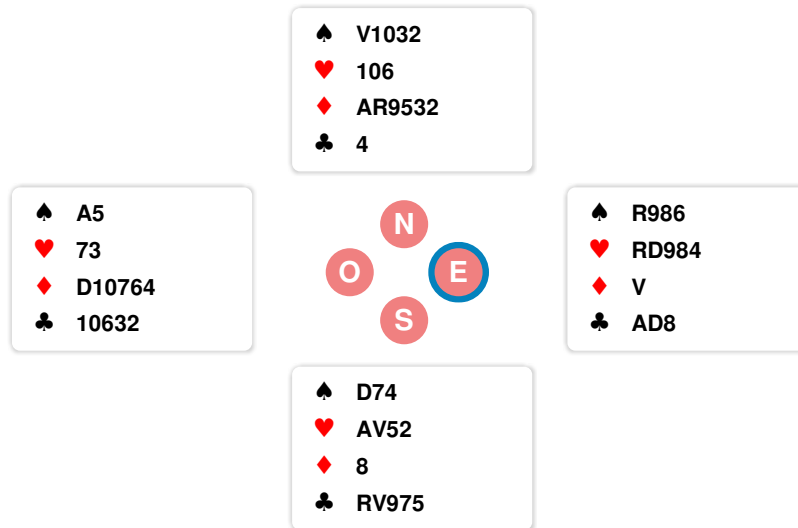 ♠ V1032
♥ 106
♦ AR9532
♣ 4
♠ A5
♥ 73
♦ D10764
♣ 10632
N
O
E
S
♠ R986
♥ RD984
♦ V
♣ AD8
♠ D74
♥ AV52
♦ 8
♣ RV975